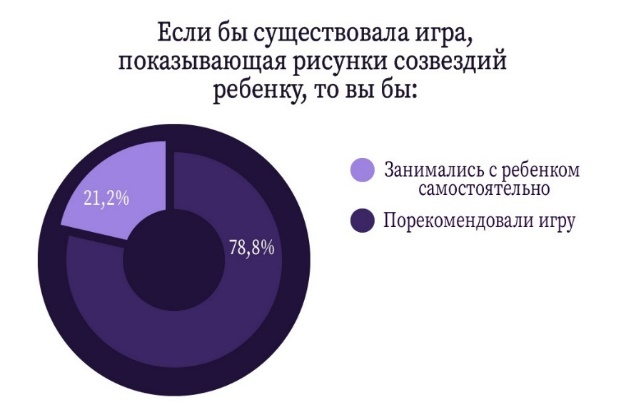 Если бы существовала игра,
показывающая рисунки созвездий
ребенку, то вы бы:
21,2%
78,8%
Занимались с ребенком
самостоятельно
Порекомендовали игру